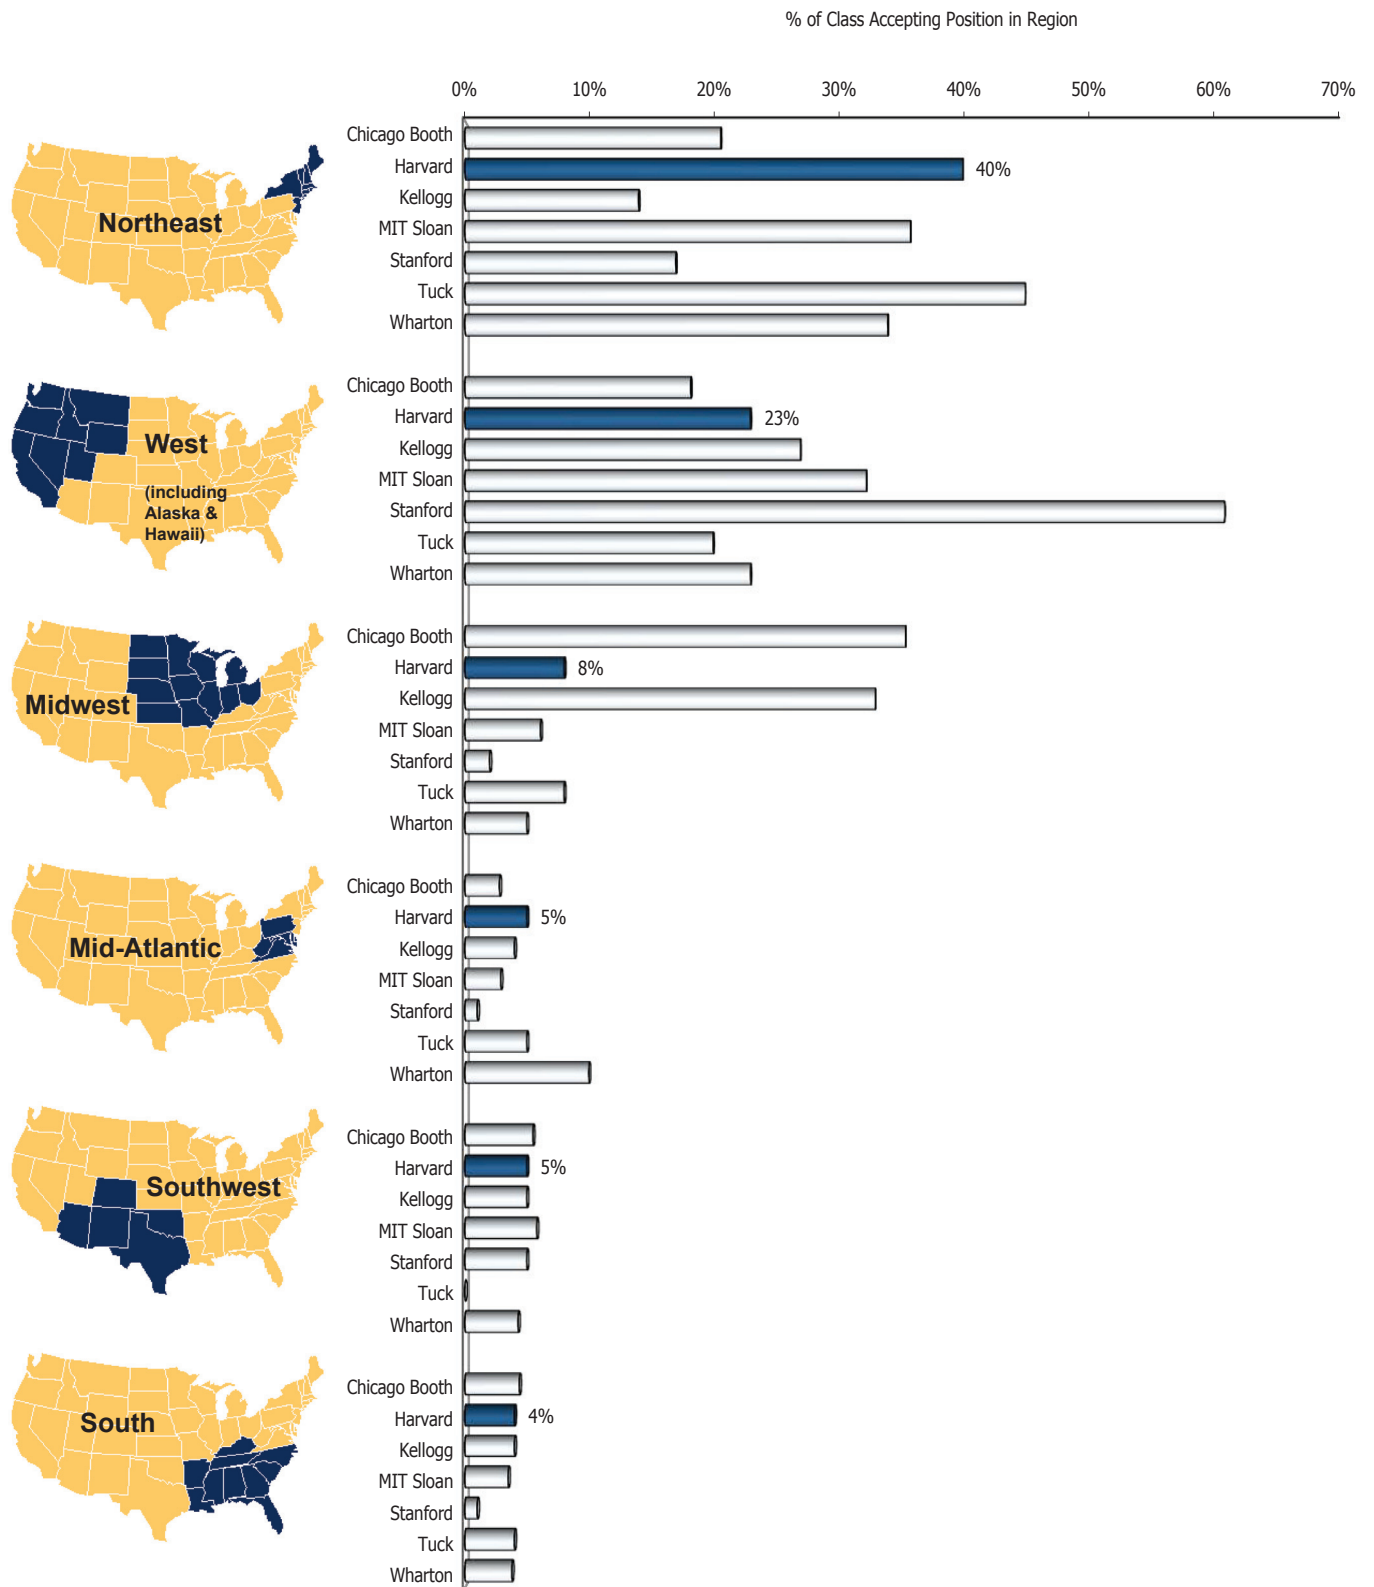 % of Class Accepting Position in Region
0% 10% 20% 30% 40% 50% 60% 70%
Northeast
Chicago Booth
Harvard 40%
Kellogg
MIT Sloan
Stanford
Tuck
Wharton
West
(including
Alaska &
Hawaii)
Chicago Booth
Harvard 23%
Kellogg
MIT Sloan
Stanford
Tuck
Wharton
Midwest
Chicago Booth
Harvard 8%
Kellogg
MIT Sloan
Stanford
Tuck
Wharton
Mid-Atlantic
Chicago Booth
Harvard 5%
Kellogg
MIT Sloan
Stanford
Tuck
Wharton
Southwest
Chicago Booth
Harvard 5%
Kellogg
MIT Sloan
Stanford
Tuck
Wharton
South
Chicago Booth
Harvard 4%
Kellogg
MIT Sloan
Stanford
Tuck
Wharton